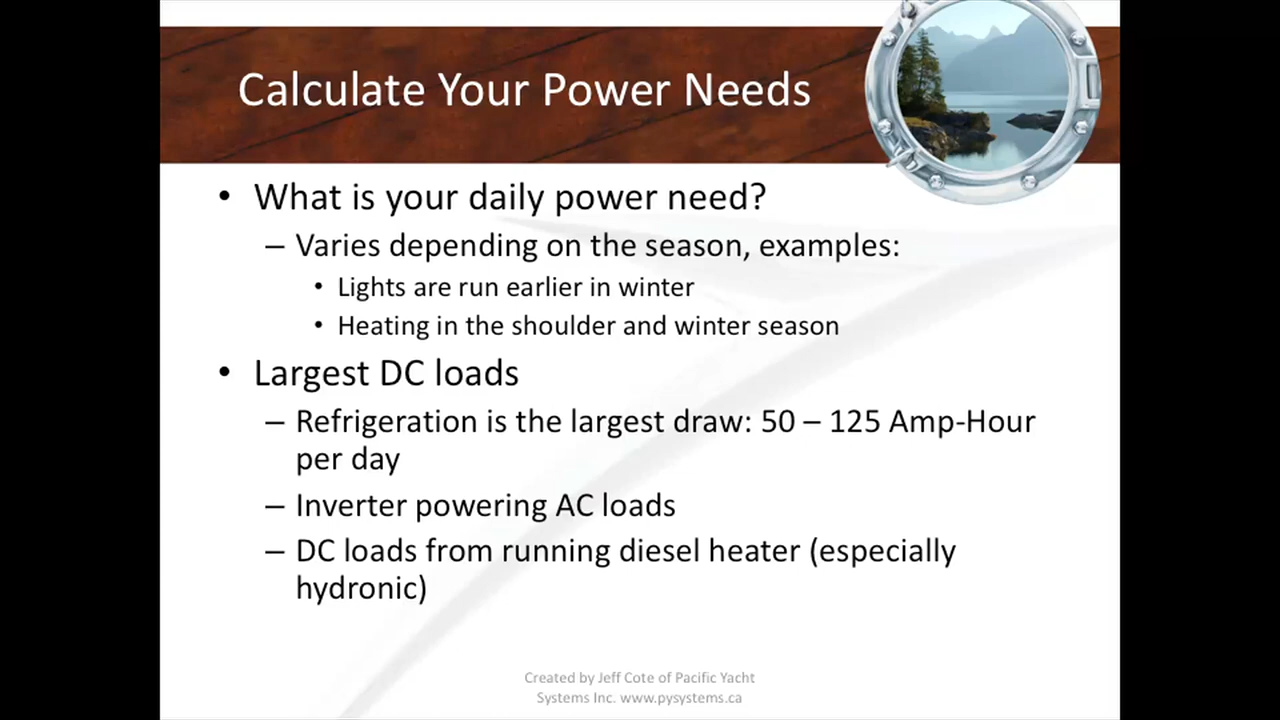 Calculate Your Power Needs
• What is your daily power need?
– Varies depending on the season, examples:
• Lights are run earlier in winter
• Heating in the shoulder and winter season
• Largest DC loads
– Refrigeration is the largest draw: 50 – 125 Amp-Hour
per day
– Inverter powering AC loads
– DC loads from running diesel heater (especially
hydronic)
Created by Jeff Cote of Pacific Yacht
Systems Inc. www.pysystems.ca